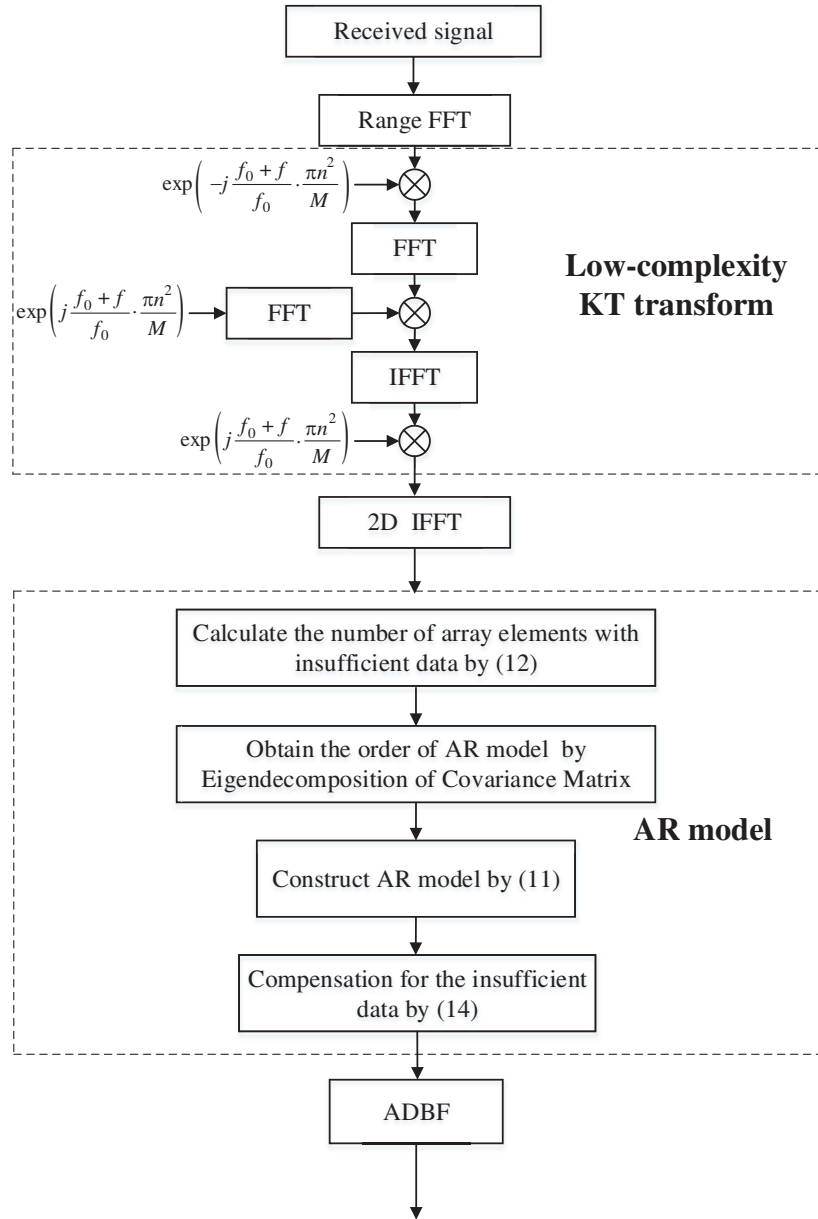 Received signal
Range FFT
exp(−j (f₀ + f)/f₀ · πn²/M)
FFT
Low-complexity
KT transform
exp(j (f₀ + f)/f₀ · πn²/M)
FFT
IFFT
exp(j (f₀ + f)/f₀ · πn²/M)
2D IFFT
Calculate the number of array elements with
insufficient data by (12)
Obtain the order of AR model by
Eigendecomposition of Covariance Matrix
AR model
Construct AR model by (11)
Compensation for the insufficient
data by (14)
ADBF